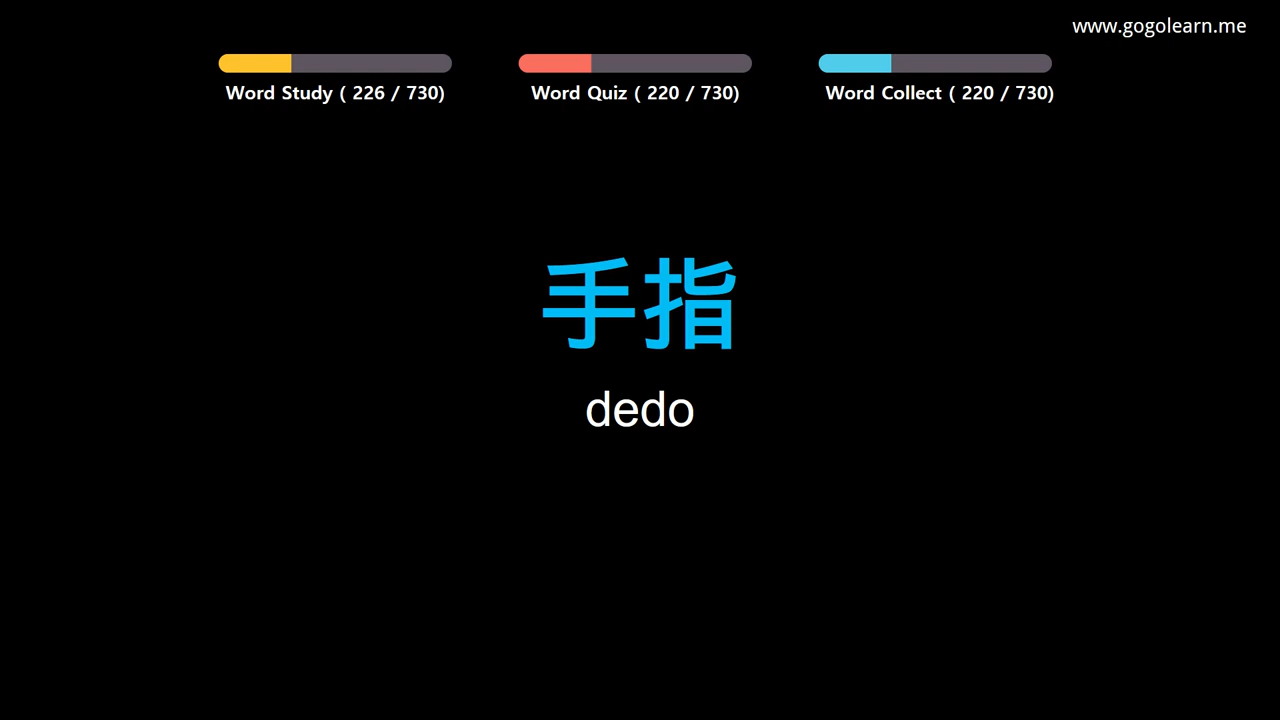 www.gogolearn.me
Word Study ( 226 / 730)
Word Quiz ( 220 / 730)
Word Collect ( 220 / 730)
手指
dedo